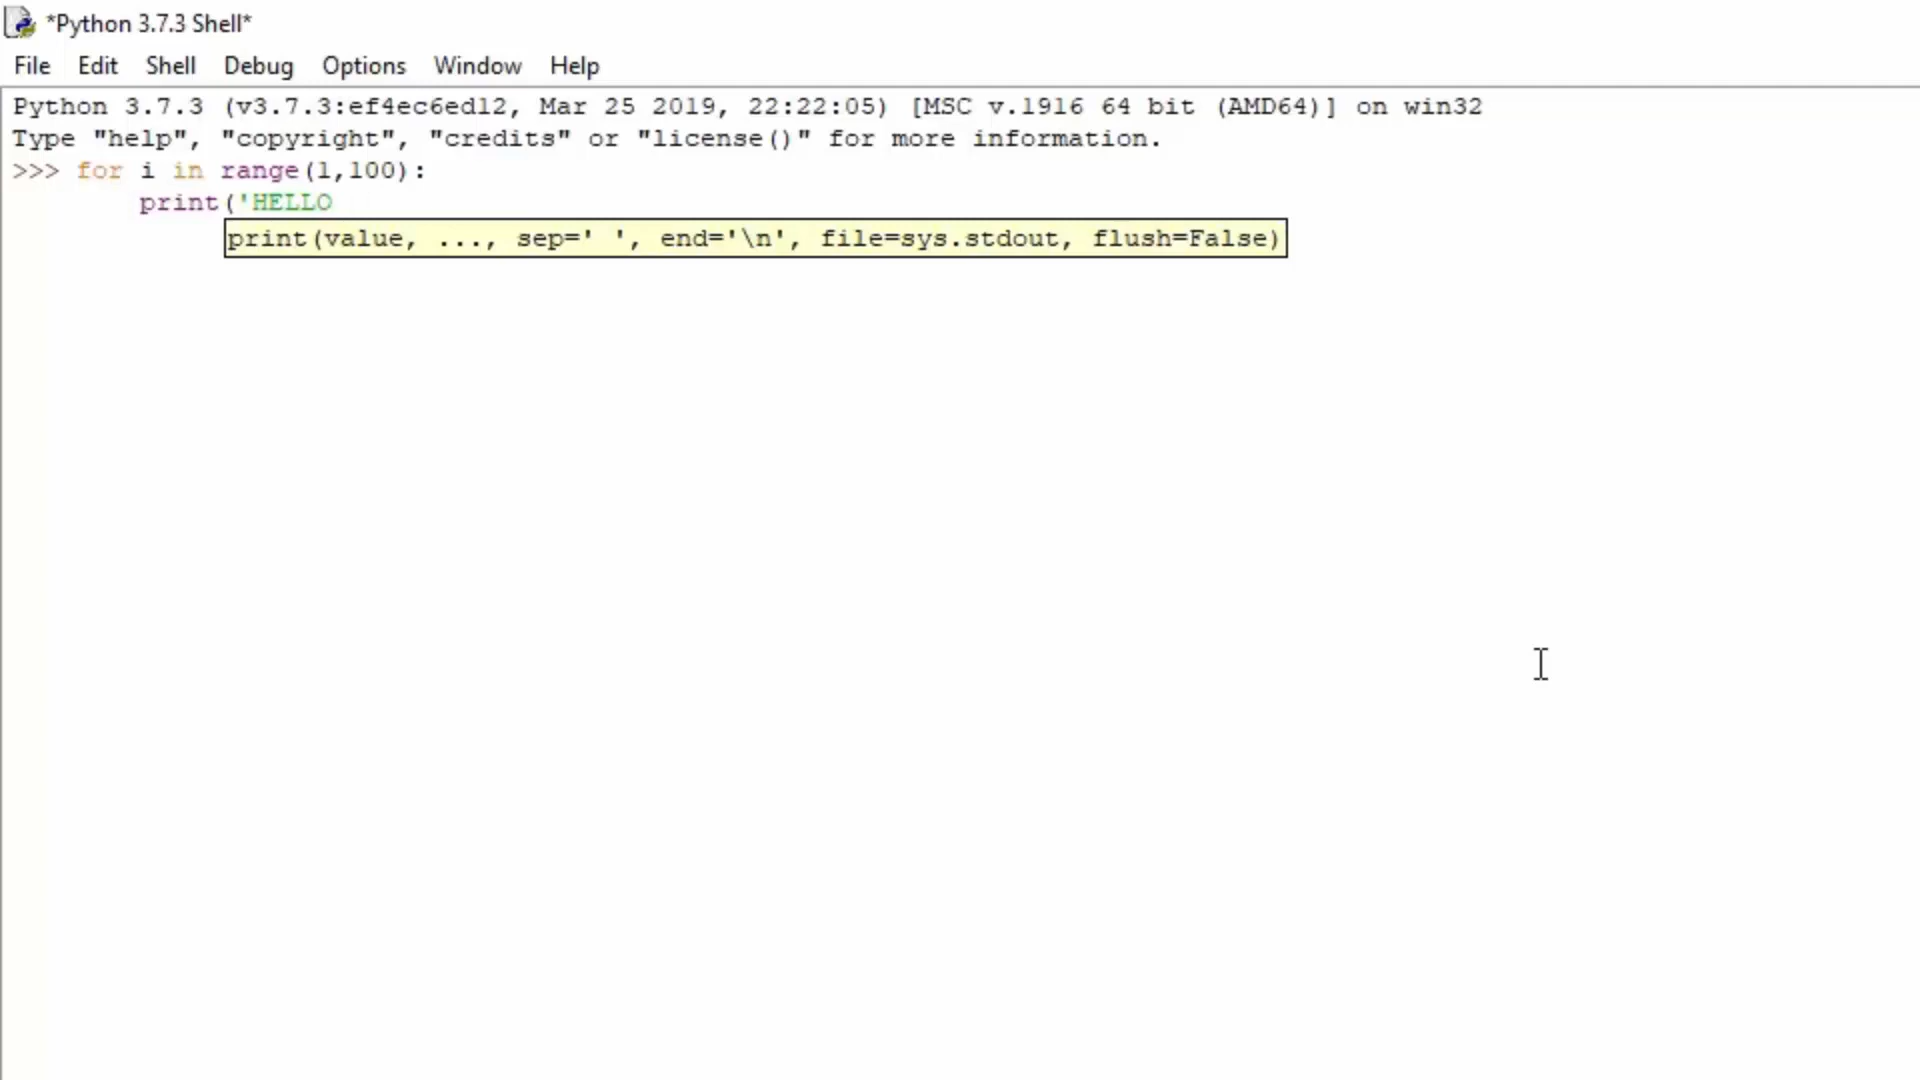 *Python 3.7.3 Shell*
File Edit Shell Debug Options Window Help
Python 3.7.3 (v3.7.3:ef4ec6ed12, Mar 25 2019, 22:22:05) [MSC v.1916 64 bit (AMD64)] on win32
Type "help", "copyright", "credits" or "license()" for more information.
>>> for i in range(1,100):
print('HELLO
print(value, ..., sep=' ', end='\n', file=sys.stdout, flush=False)